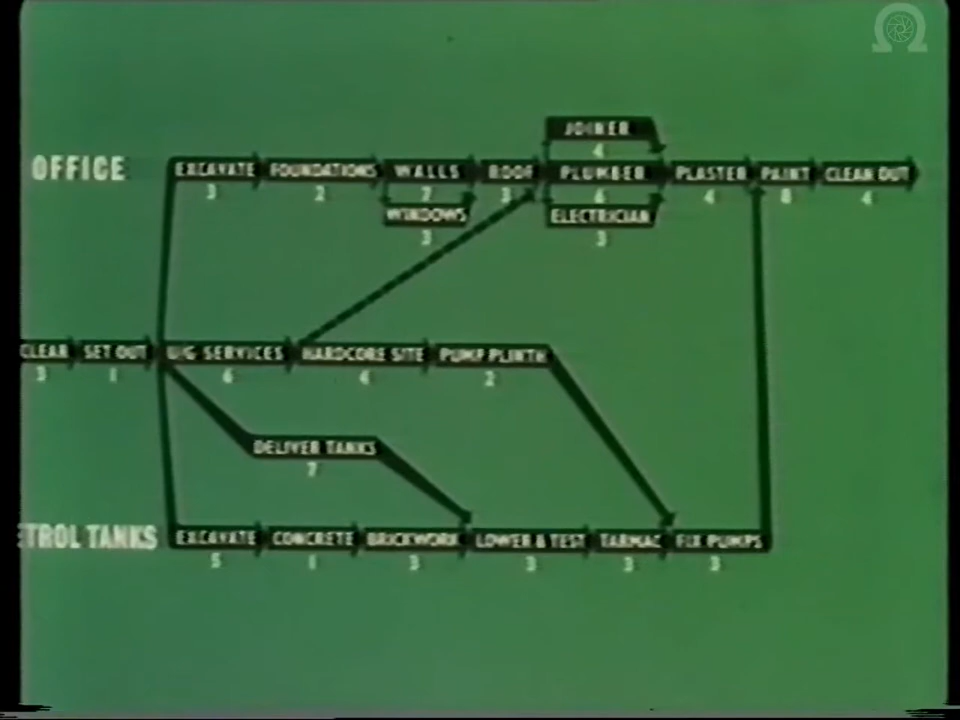 JOINER
4
OFFICE
EXCAVATE FOUNDATIONS WALLS ROOF PLUMBER PLASTER PAINT CLEAN OUT
3 2 7 3 6 4 8 4
WINDOWS ELECTRICIAN
3 3
CLEAR SET OUT DIG SERVICES HARDCORE SITE PUMP PLINTH
3 1 6 4 2
DELIVER TANKS
7
TROL TANKS
EXCAVATE CONCRETE BRICKWORK LOWER & TEST TARMAC FIX PUMPS
5 1 3 3 3 3